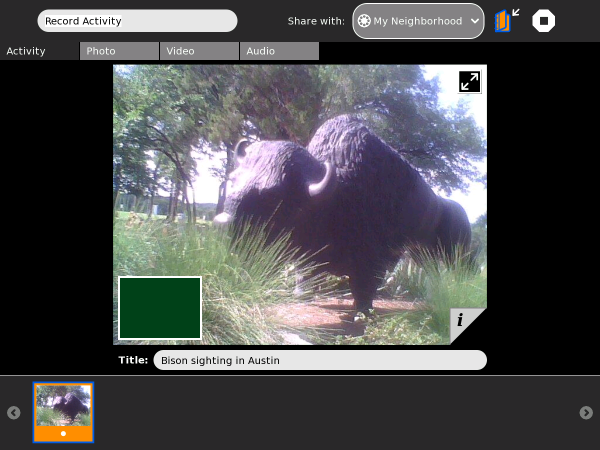 Record Activity
Share with: My Neighborhood
Activity Photo Video Audio
i
Title: Bison sighting in Austin